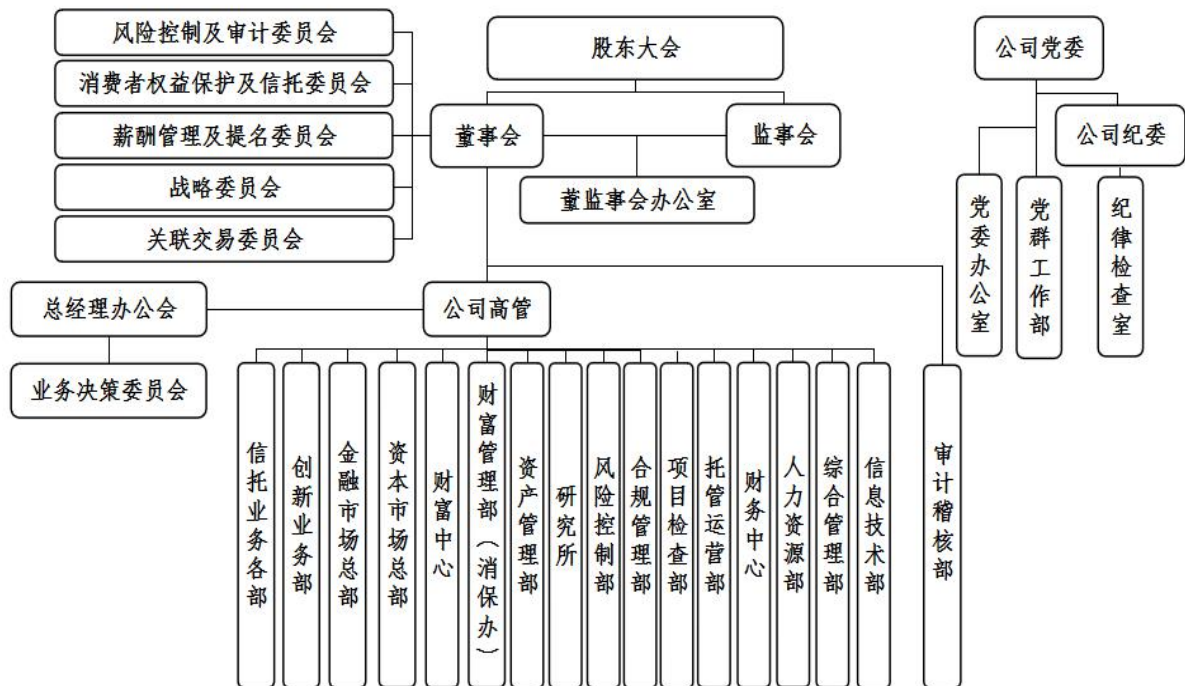 风险控制及审计委员会
消费者权益保护及信托委员会
薪酬管理及提名委员会
战略委员会
关联交易委员会
股东大会
董事会
监事会
董监事会办公室
公司党委
公司纪委
党委办公室
党群工作部
纪律检查室
总经理办公会
公司高管
业务决策委员会
信托业务各部
创新业务部
金融市场总部
资本市场总部
财富中心
财富管理部（消保办）
资产管理部
研究所
风险控制部
合规管理部
项目检查部
托管运营部
财务中心
人力资源部
综合管理部
信息技术部
审计稽核部